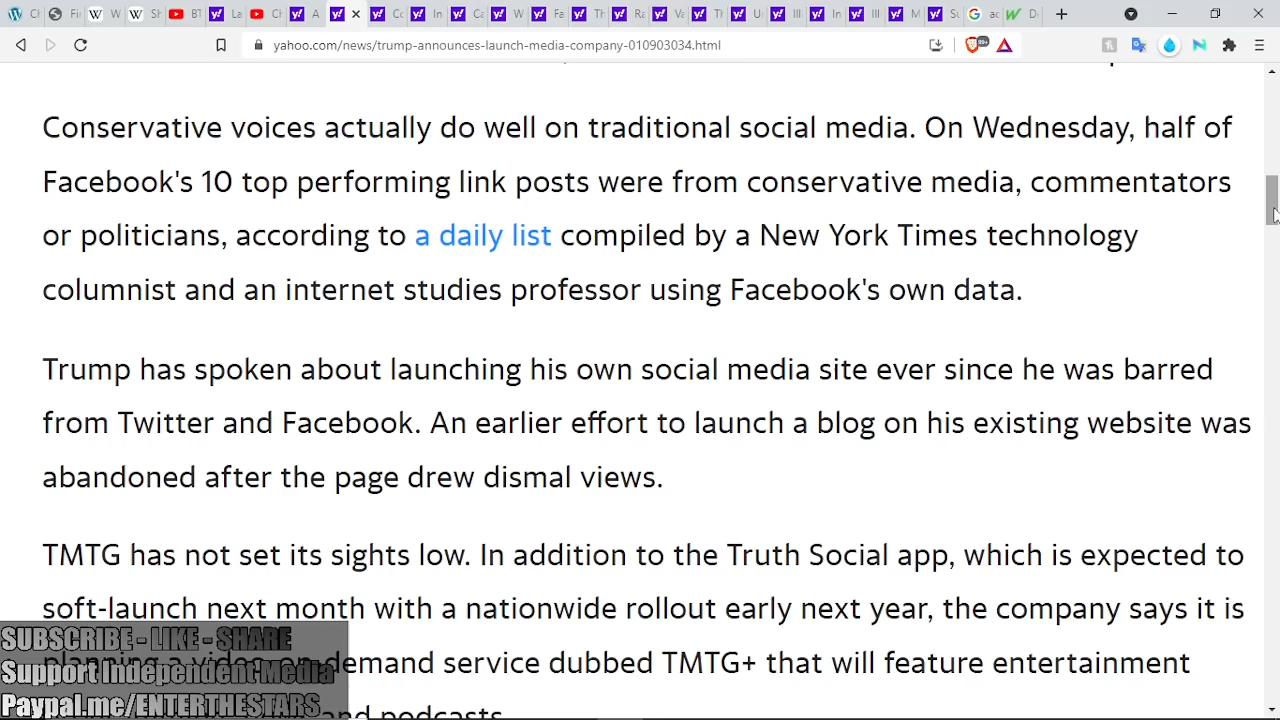 yahoo.com/news/trump-announces-launch-media-company-010903034.html
Conservative voices actually do well on traditional social media. On Wednesday, half of
Facebook's 10 top performing link posts were from conservative media, commentators
or politicians, according to a daily list compiled by a New York Times technology
columnist and an internet studies professor using Facebook's own data.
Trump has spoken about launching his own social media site ever since he was barred
from Twitter and Facebook. An earlier effort to launch a blog on his existing website was
abandoned after the page drew dismal views.
TMTG has not set its sights low. In addition to the Truth Social app, which is expected to
soft-launch next month with a nationwide rollout early next year, the company says it is
planning a video on-demand service dubbed TMTG+ that will feature entertainment
and podcasts.
SUBSCRIBE - LIKE - SHARE
Support Independent Media
Paypal.me/ENTERTHESTARS